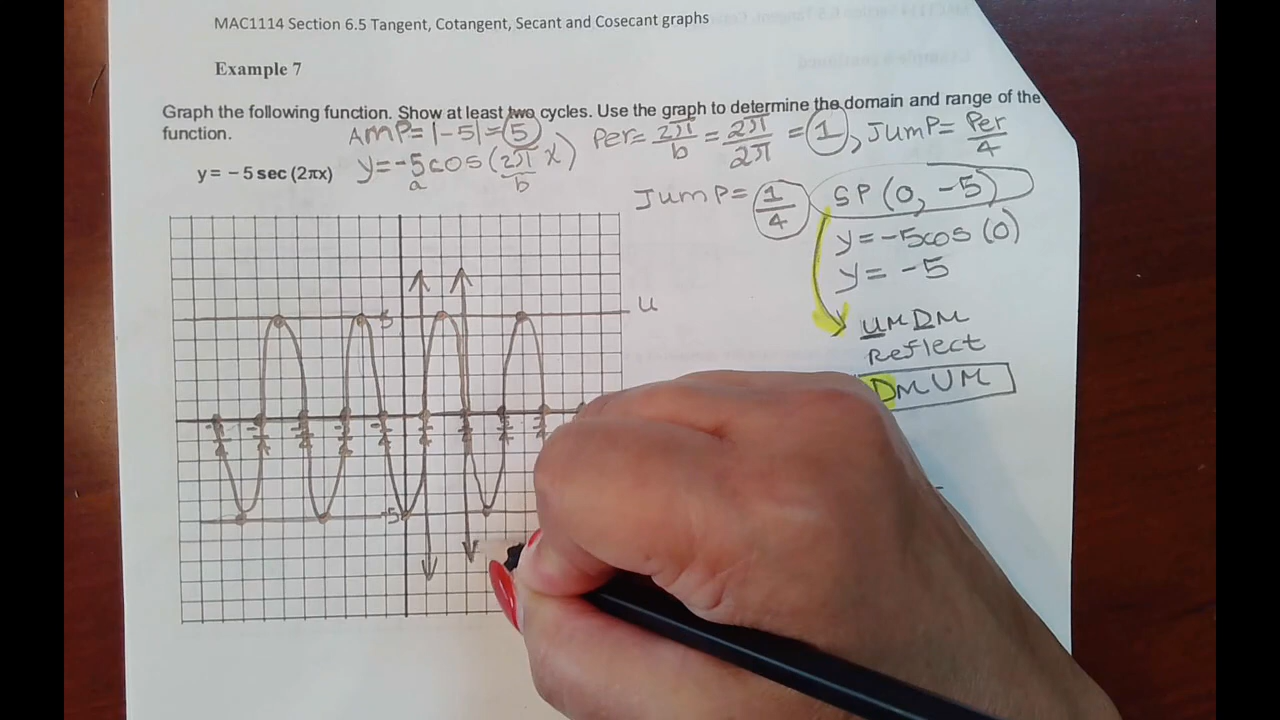 MAC1114 Section 6.5 Tangent, Cotangent, Secant and Cosecant graphs
Example 7
Graph the following function. Show at least two cycles. Use the graph to determine the domain and range of the
function.
AMP= |-5| = 5
Per= 2π/b = 2π/2π = 1, Jump= Per/4
y = – 5 sec (2πx)
y=-5cos(2π x)
a b
Jump= 1/4
SP (0, -5)
y=-5cos(0)
y= -5
UMDM
Reflect
DMUM
U
5
-5